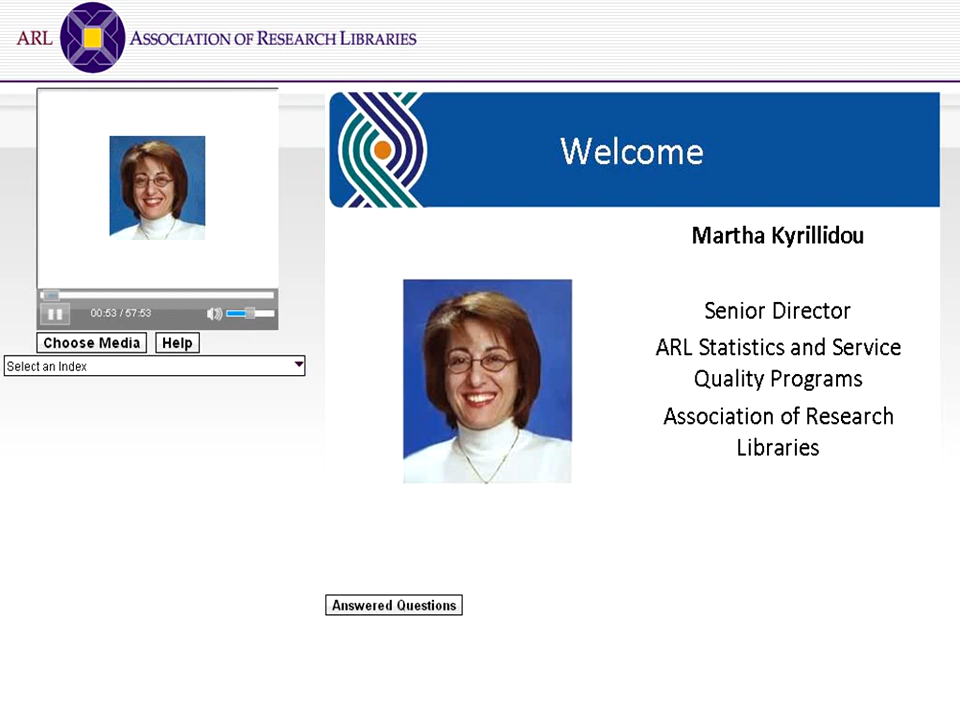 ARL ASSOCIATION OF RESEARCH LIBRARIES
00:53 / 57:53
Choose Media Help
Select an Index
Welcome
Martha Kyrillidou
Senior Director
ARL Statistics and Service
Quality Programs
Association of Research
Libraries
Answered Questions